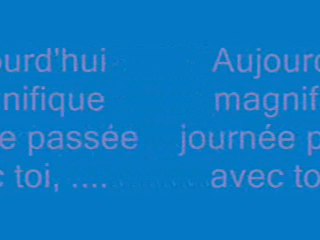 ourd'hui Aujourd
nifique magnif
e passée journée p
c toi, .... avec to